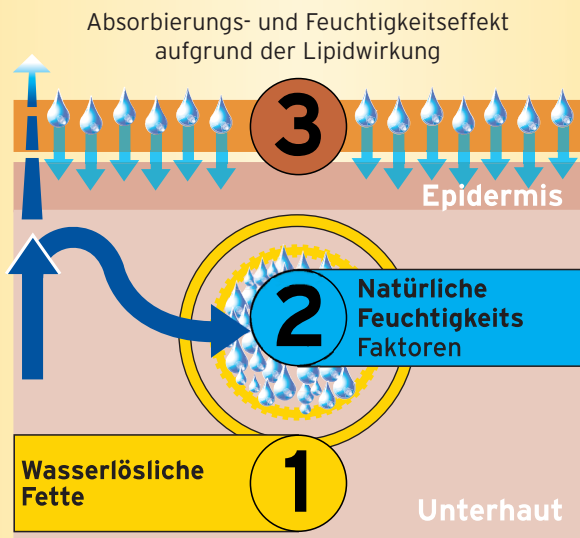 Absorbierungs- und Feuchtigkeitseffekt
aufgrund der Lipidwirkung
3
Epidermis
2
Natürliche
Feuchtigkeits
Faktoren
1
Wasserlösliche
Fette
Unterhaut